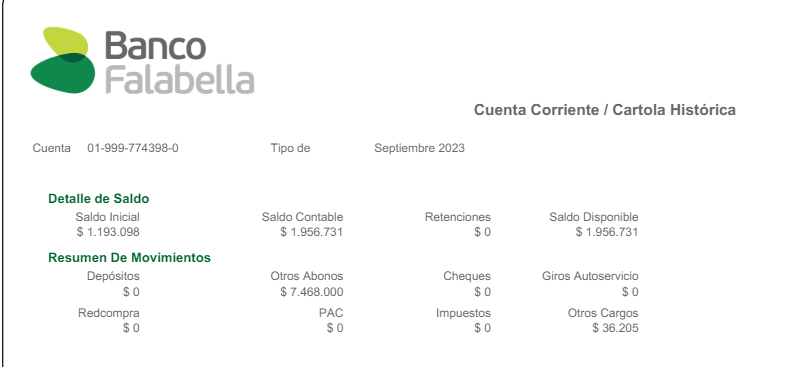 Banco
Falabella
Cuenta Corriente / Cartola Histórica
Cuenta 01-999-774398-0 Tipo de Septiembre 2023
Detalle de Saldo
Saldo Inicial Saldo Contable Retenciones Saldo Disponible
$ 1.193.098 $ 1.956.731 $ 0 $ 1.956.731
Resumen De Movimientos
Depósitos Otros Abonos Cheques Giros Autoservicio
$ 0 $ 7.468.000 $ 0 $ 0
Redcompra PAC Impuestos Otros Cargos
$ 0 $ 0 $ 0 $ 36.205